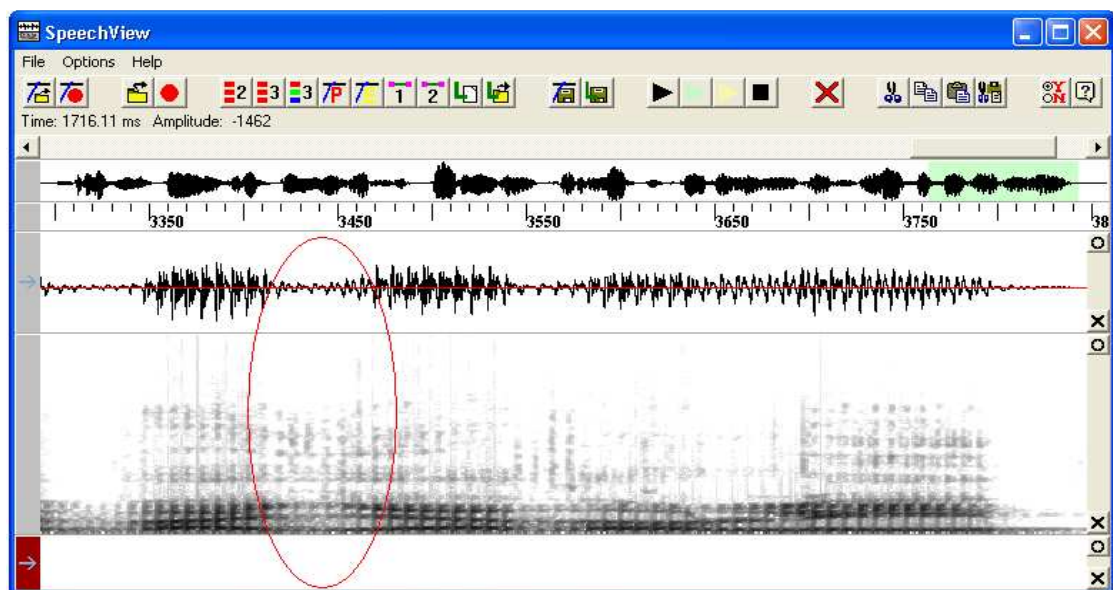 SpeechView
File Options Help
2 3 3 P 1 2 Y ON ?
Time: 1716.11 ms Amplitude: -1462
3350 3450 3550 3650 3750 38